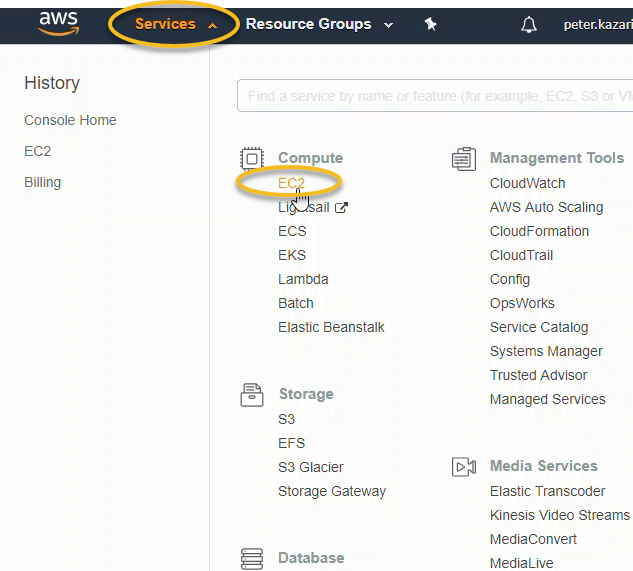 aws Services Resource Groups peter.kazari
History
Console Home
EC2
Billing
Find a service by name or feature (for example, EC2, S3 or VM
Compute
EC2
Lightsail
ECS
EKS
Lambda
Batch
Elastic Beanstalk
Storage
S3
EFS
S3 Glacier
Storage Gateway
Database
Management Tools
CloudWatch
AWS Auto Scaling
CloudFormation
CloudTrail
Config
OpsWorks
Service Catalog
Systems Manager
Trusted Advisor
Managed Services
Media Services
Elastic Transcoder
Kinesis Video Streams
MediaConvert
MediaLive